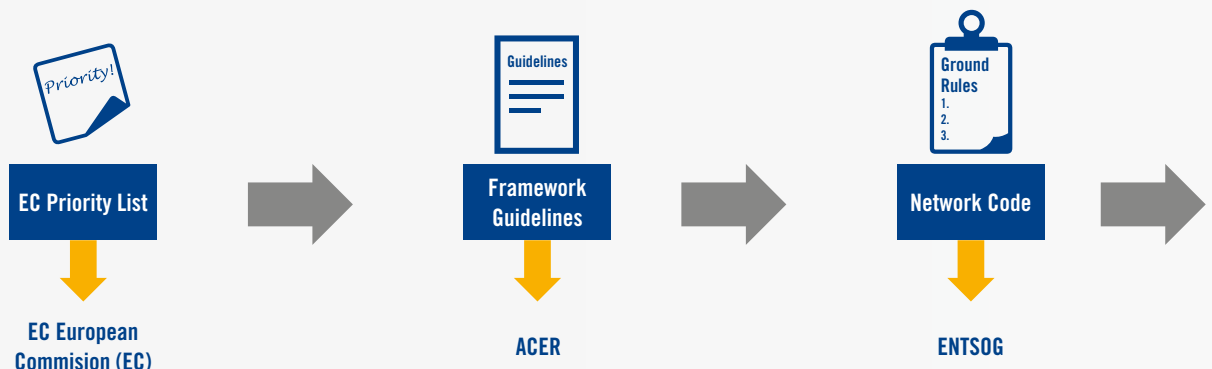 Priority!
EC Priority List
EC European
Commision (EC)
Guidelines
Framework
Guidelines
ACER
Ground
Rules
1.
2.
3.
Network Code
ENTSOG